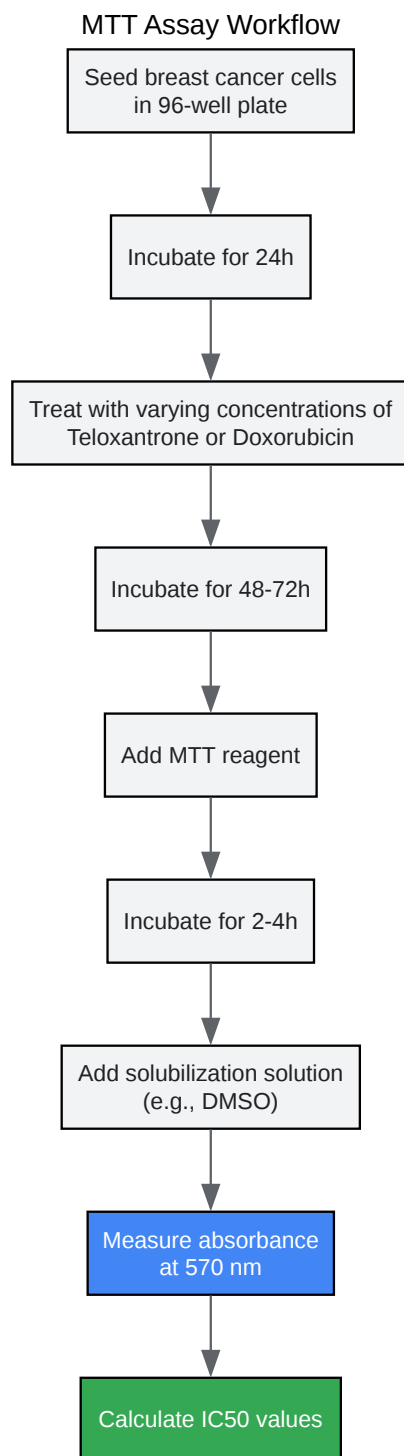 MTT Assay Workflow
Seed breast cancer cells
in 96-well plate
Incubate for 24h
Treat with varying concentrations of
Teloxantrone or Doxorubicin
Incubate for 48-72h
Add MTT reagent
Incubate for 2-4h
Add solubilization solution
(e.g., DMSO)
Measure absorbance
at 570 nm
Calculate IC50 values